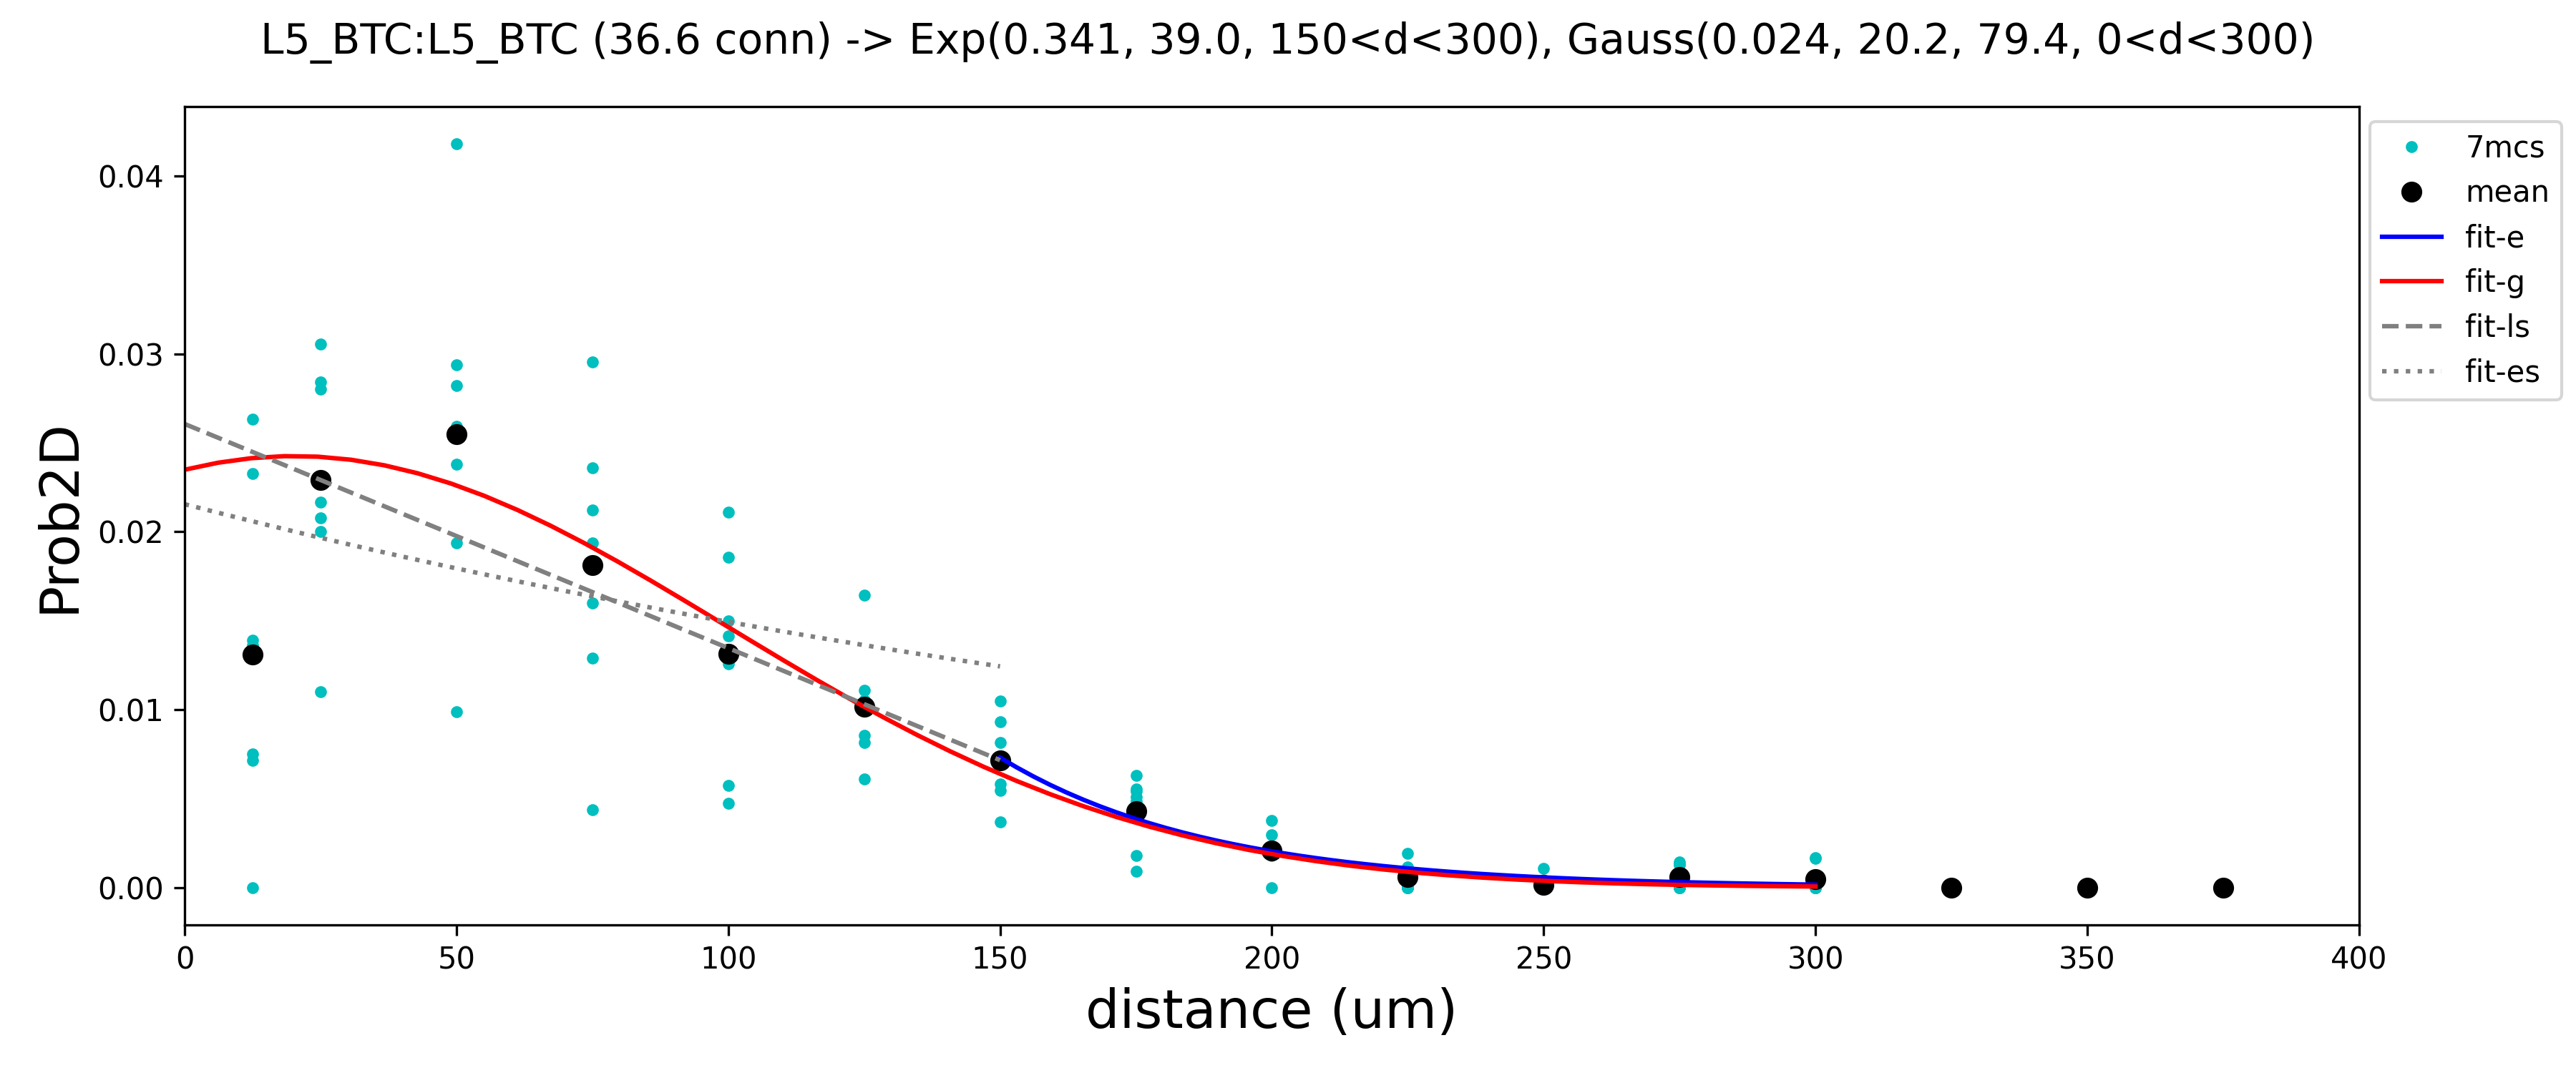 L5_BTC:L5_BTC (36.6 conn) -> Exp(0.341, 39.0, 150<d<300), Gauss(0.024, 20.2, 79.4, 0<d<300)
Prob2D
0.04
0.03
0.02
0.01
0.00
0 50 100 150 200 250 300 350 400
distance (um)
7mcs
mean
fit-e
fit-g
fit-ls
fit-es